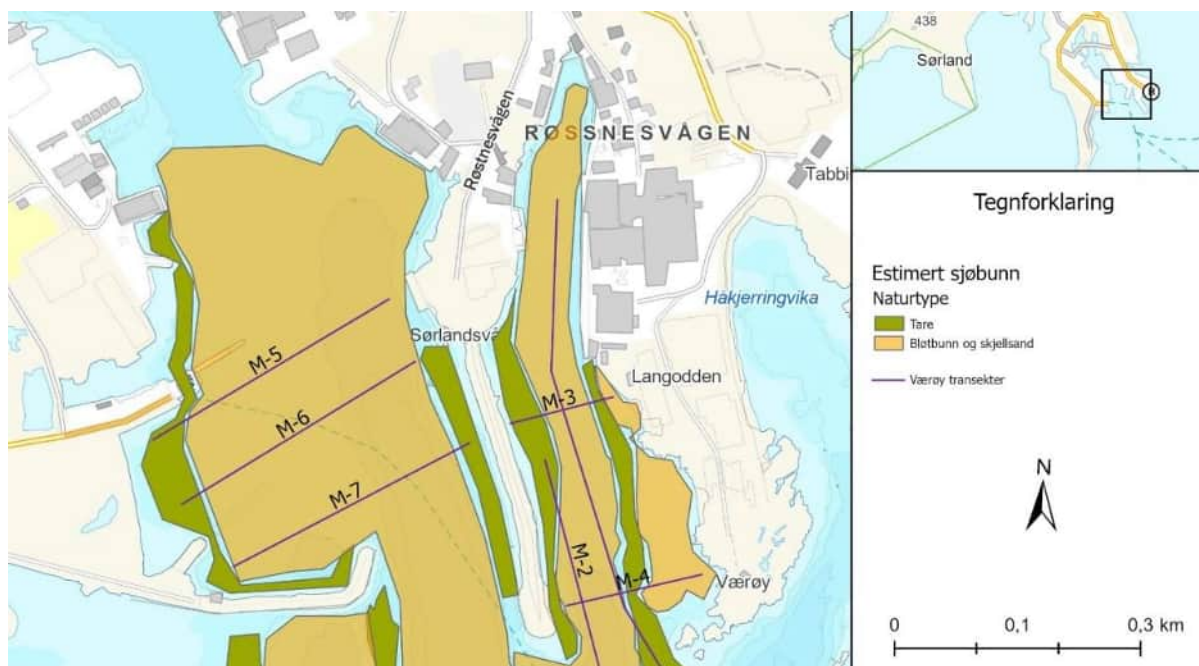 438
Sørland
Røstnesvågen
RØSSNESVÅGEN
Tabbi
Håkjerringvika
Sørlandsvå
Langodden
M-5
M-3
M-6
M-7
M-2
M-4
Værøy
Tegnforklaring
Estimert sjøbunn
Naturtype
Tare
Bløtbunn og skjellsand
Værøy transekter
N
0 0,1 0,3 km